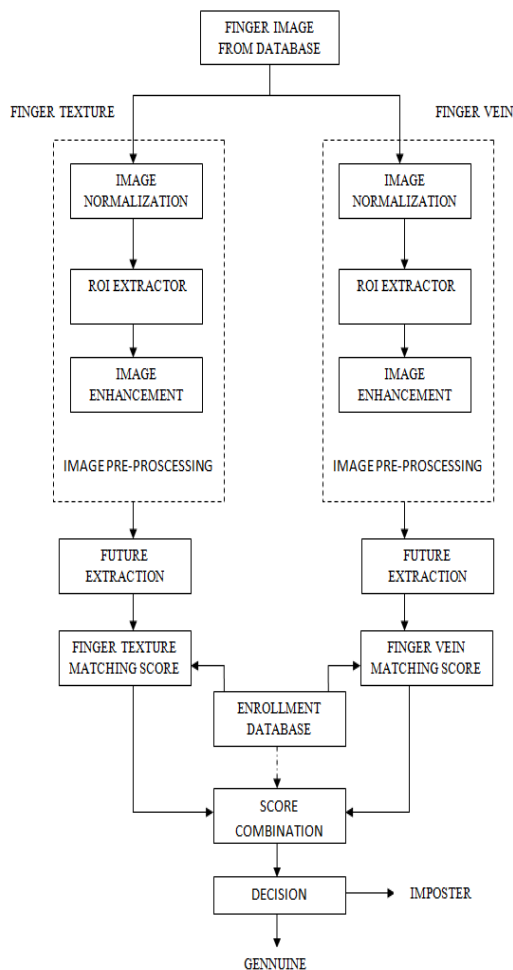 FINGER IMAGE
FROM DATABASE
FINGER TEXTURE
FINGER VEIN
IMAGE
NORMALIZATION
ROI EXTRACTOR
IMAGE
ENHANCEMENT
IMAGE PRE-PROSCESSING
IMAGE
NORMALIZATION
ROI EXTRACTOR
IMAGE
ENHANCEMENT
IMAGE PRE-PROSCESSING
FUTURE
EXTRACTION
FUTURE
EXTRACTION
FINGER TEXTURE
MATCHING SCORE
FINGER VEIN
MATCHING SCORE
ENROLLMENT
DATABASE
SCORE
COMBINATION
DECISION
IMPOSTER
GENNUINE